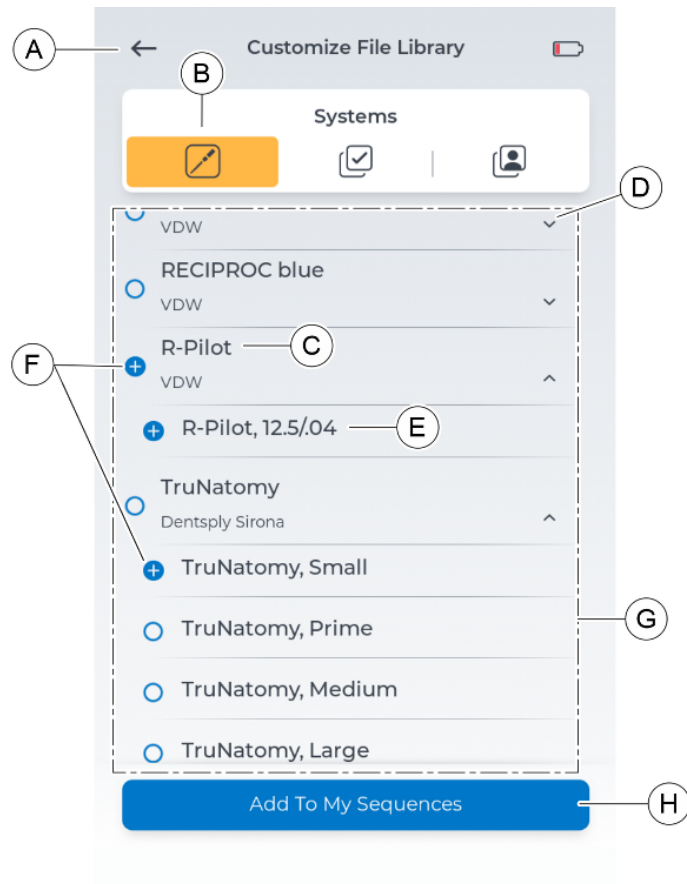 A
Customize File Library
B
Systems
D
VDW
RECIPROC blue
VDW
R-Pilot
C
F
VDW
R-Pilot, 12.5/.04
E
TruNatomy
Dentsply Sirona
TruNatomy, Small
TruNatomy, Prime
G
TruNatomy, Medium
TruNatomy, Large
Add To My Sequences
H